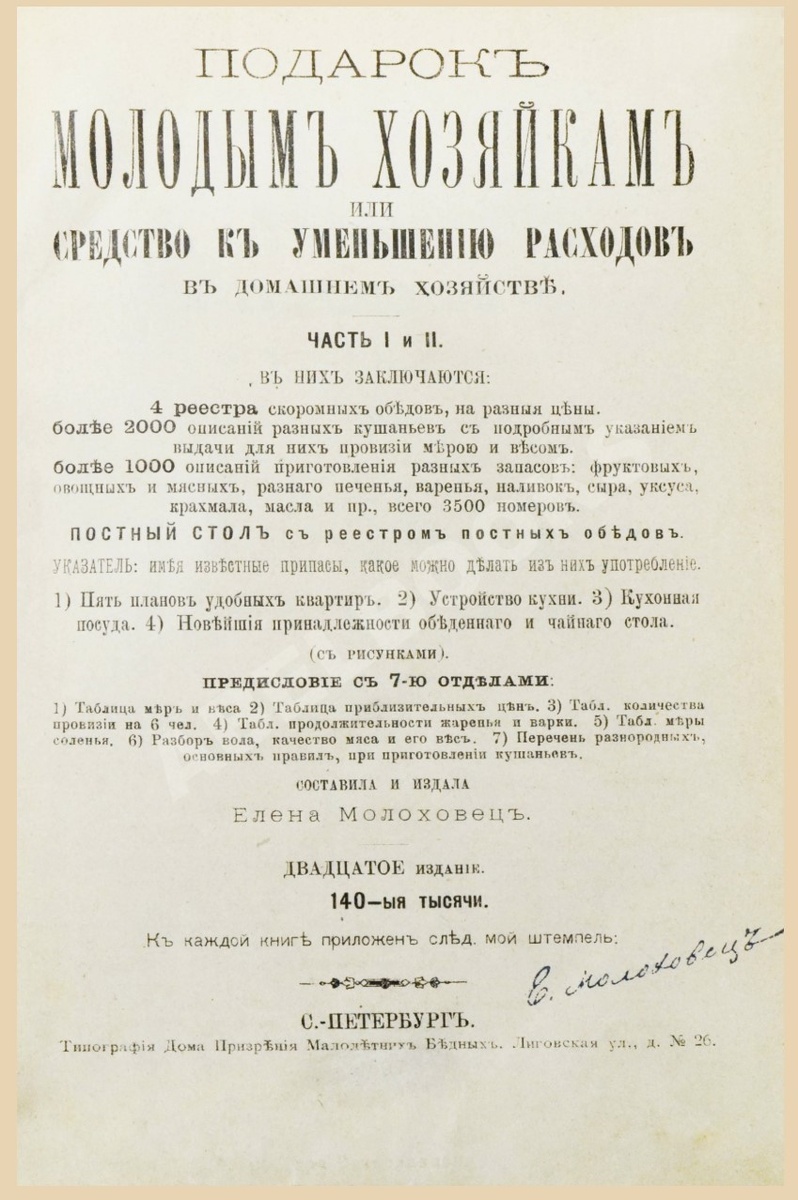 ПОДАРОКЪ
МОЛОДЫМЪ ХОЗЯЙКАМЪ
ИЛИ
СРЕДСТВО КЪ УМЕНЬШЕНІЮ РАСХОДОВЪ
ВЪ ДОМАШНЕМЪ ХОЗЯЙСТВѢ.
ЧАСТЬ I и II.
ВЪ НИХЪ ЗАКЛЮЧАЮТСЯ:
4 реестра скоромныхъ обѣдовъ, на разныя цѣны.
болѣе 2000 описаній разныхъ кушаньевъ съ подробнымъ указаніемъ
выдачи для нихъ провизіи мѣрою и вѣсомъ.
болѣе 1000 описаній приготовленія разныхъ запасовъ: фруктовыхъ,
овощныхъ и мясныхъ, разнаго печенья, варенья, наливокъ, сыра, уксуса,
крахмала, масла и пр., всего 3500 номеровъ.
ПОСТНЫЙ СТОЛЪ съ реестромъ постныхъ обѣдовъ.
УКАЗАТЕЛЬ: имѣя извѣстные припасы, какое можно дѣлать изъ нихъ употребленіе.
1) Пять плановъ удобныхъ квартиръ. 2) Устройство кухни. 3) Кухонная
посуда. 4) Новѣйшія принадлежности обѣденнаго и чайнаго стола.
(СЪ РИСУНКАМИ).
ПРЕДИСЛОВІЕ СЪ 7-Ю ОТДѢЛАМИ:
1) Таблица мѣръ и вѣса 2) Таблица приблизительныхъ цѣнъ. 3) Табл. количества
провизіи на 6 чел. 4) Табл. продолжительности жаренья и варки. 5) Табл. мѣры
соленья. 6) Разборъ вола, качество мяса и его вѣсъ. 7) Перечень разнородныхъ,
основныхъ правилъ, при приготовленіи кушаньевъ.
СОСТАВИЛА И ИЗДАЛА
Елена Молоховецъ.
ДВАДЦАТОЕ ИЗДАНІЕ.
140—ыя тысячи.
Къ каждой книгѣ приложенъ слѣд. мой штемпель:
Е. Молоховецъ
С.-ПЕТЕРБУРГЪ.
Типографія Дома Призрѣнія Малолѣтнихъ Бѣдныхъ. Лиговская ул., д. № 26.